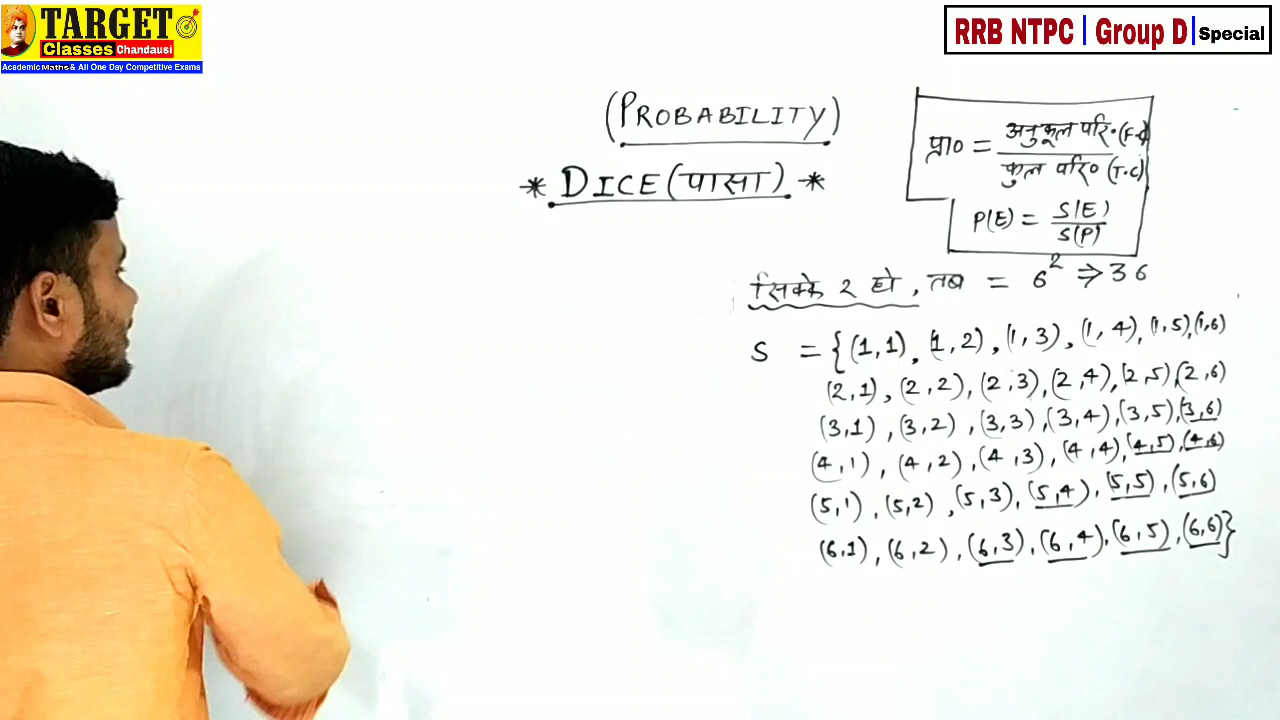 TARGET
Classes Chandausi
Academic Maths & All One Day Competitive Exams
RRB NTPC | Group D | Special
(PROBABILITY)
* DICE (पासा) *
प्रा० = अनुकूल परि० (F.C) / कुल परि० (T.C)
P(E) = S(E) / S(P)
सिक्के 2 हो, तब = 6² ⇒ 36
S = {(1,1), (1,2), (1,3), (1,4), (1,5), (1,6)
(2,1), (2,2), (2,3), (2,4), (2,5), (2,6)
(3,1), (3,2), (3,3), (3,4), (3,5), (3,6)
(4,1), (4,2), (4,3), (4,4), (4,5), (4,6)
(5,1), (5,2), (5,3), (5,4), (5,5), (5,6)
(6,1), (6,2), (6,3), (6,4), (6,5), (6,6)}